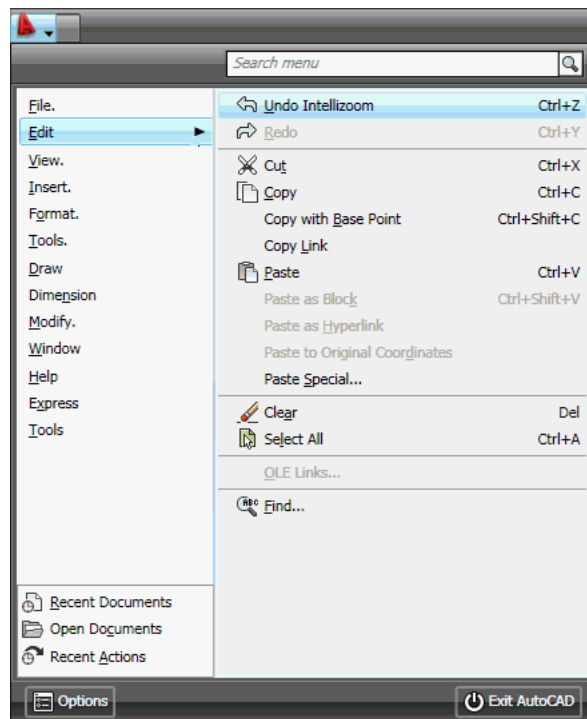 Search menu
File.
Edit
View.
Insert.
Format.
Tools.
Draw
Dimension
Modify.
Window
Help
Express
Tools
Recent Documents
Open Documents
Recent Actions
Undo Intellizoom Ctrl+Z
Redo Ctrl+Y
Cut Ctrl+X
Copy Ctrl+C
Copy with Base Point Ctrl+Shift+C
Copy Link
Paste Ctrl+V
Paste as Block Ctrl+Shift+V
Paste as Hyperlink
Paste to Original Coordinates
Paste Special...
Clear Del
Select All Ctrl+A
OLE Links...
ABC Find...
Options
Exit AutoCAD